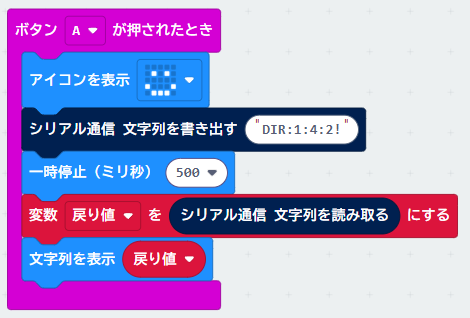 ボタン A が押されたとき
アイコンを表示
シリアル通信 文字列を書き出す "DIR:1:4:2!"
一時停止（ミリ秒） 500
変数 戻り値 を シリアル通信 文字列を読み取る にする
文字列を表示 戻り値